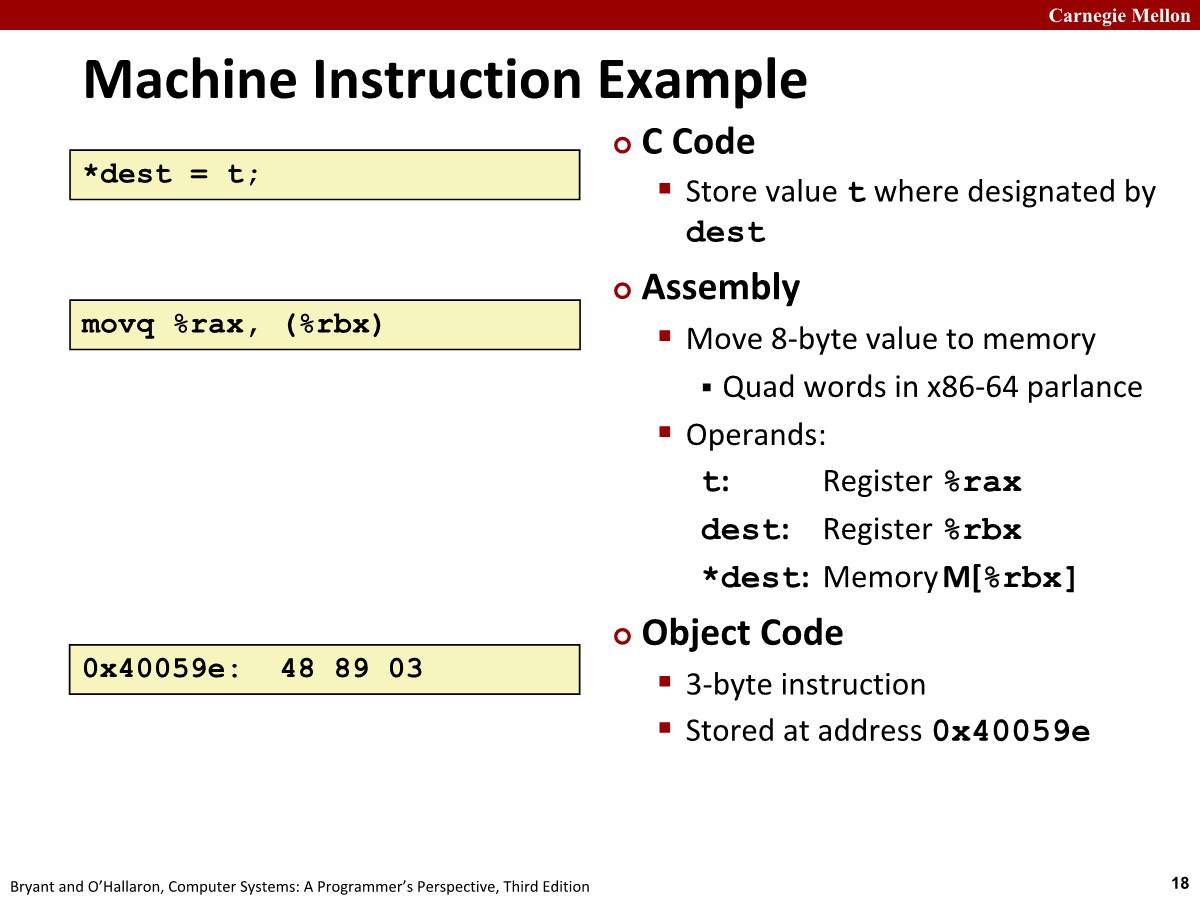 Carnegie Mellon
Machine Instruction Example
*dest = t;
movq %rax, (%rbx)
0x40059e: 48 89 03
C Code
Store value t where designated by
dest
Assembly
Move 8-byte value to memory
Quad words in x86-64 parlance
Operands:
t: Register %rax
dest: Register %rbx
*dest: Memory M[%rbx]
Object Code
3-byte instruction
Stored at address 0x40059e
Bryant and O’Hallaron, Computer Systems: A Programmer’s Perspective, Third Edition
18